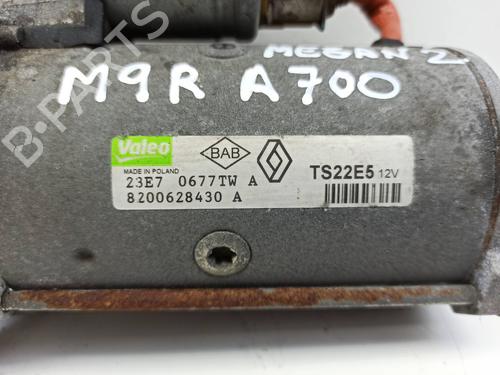 MEGAN 2
M9R A700
B-PARTS
Valeo
BAB
MADE IN POLAND
TS22E5 12V
23E7 0677TW A
8200628430 A